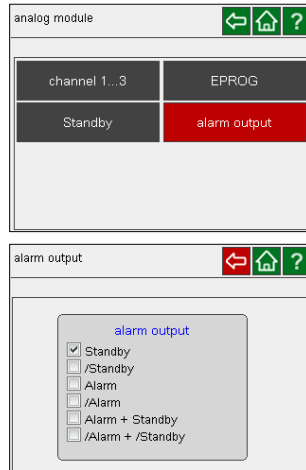 analog module
?
channel 1...3
EPROG
Standby
alarm output
alarm output
?
alarm output
Standby
/Standby
Alarm
/Alarm
Alarm + Standby
/Alarm + /Standby